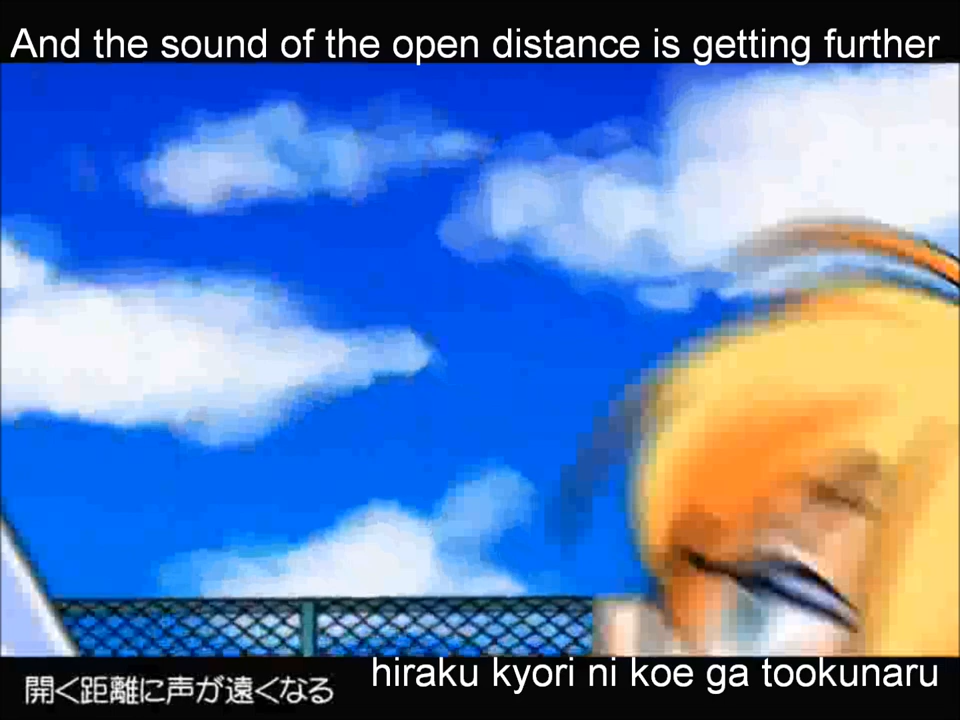 And the sound of the open distance is getting further
hiraku kyori ni koe ga tookunaru
開く距離に声が遠くなる